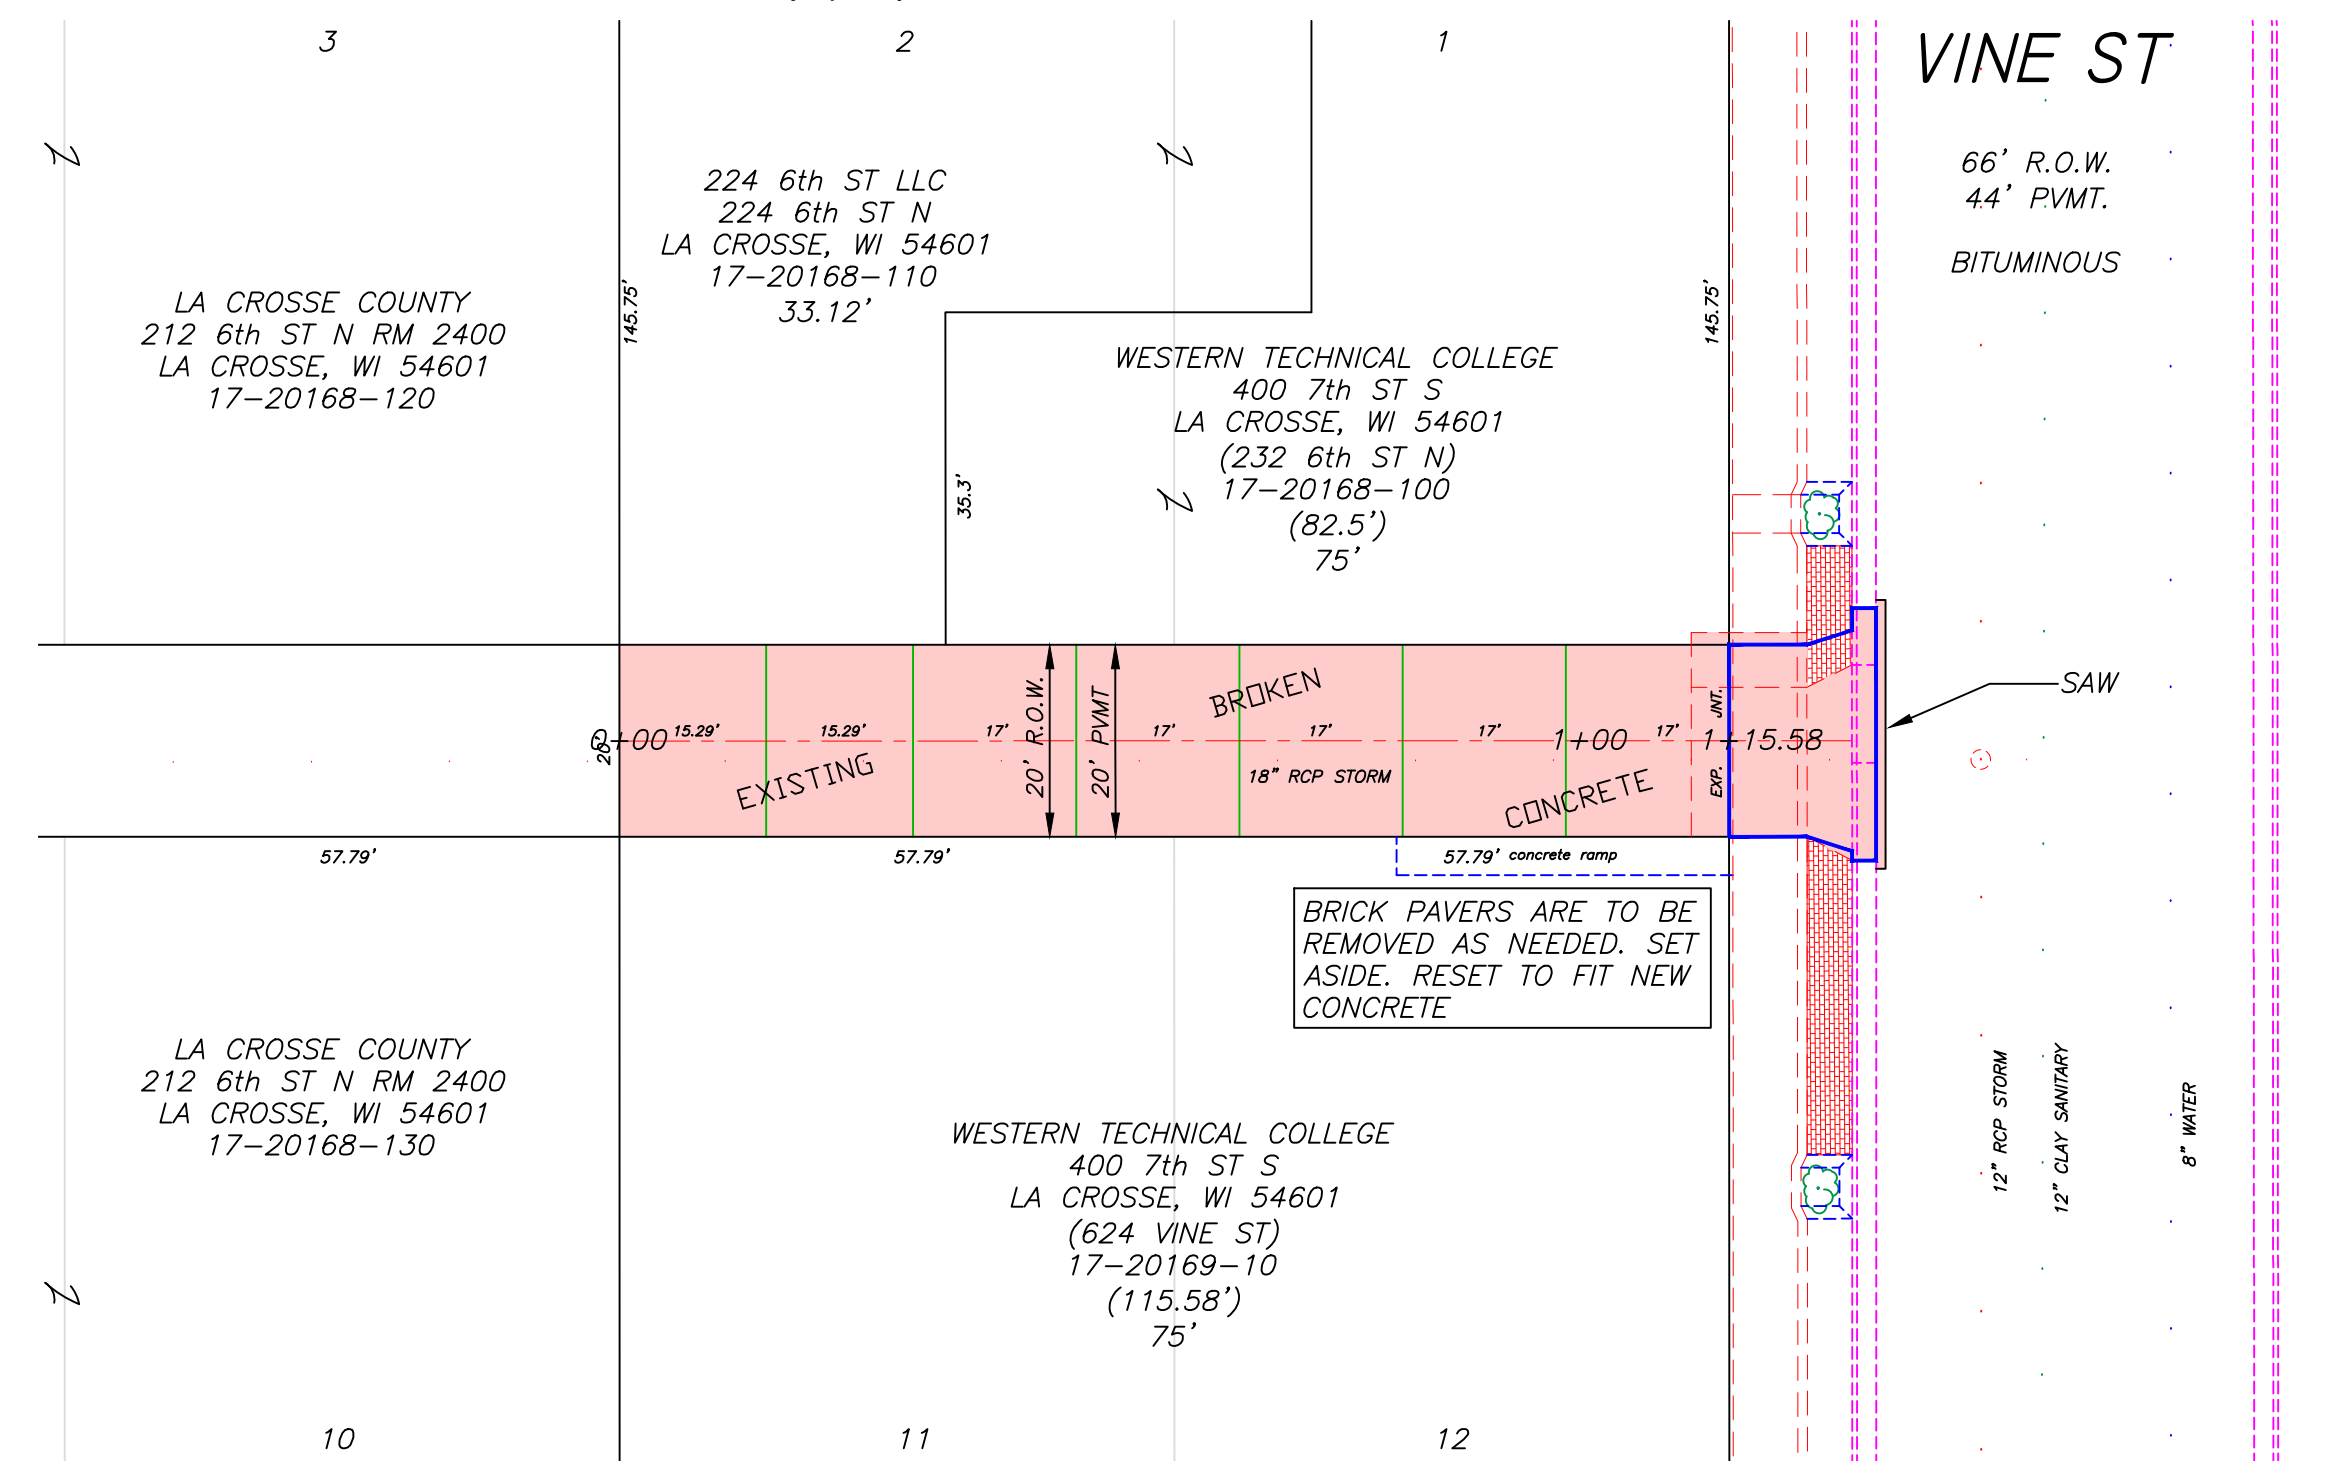 3
2
1
VINE ST
66' R.O.W.
44' PVMT.
BITUMINOUS
224 6th ST LLC
224 6th ST N
LA CROSSE, WI 54601
17-20168-110
33.12'
LA CROSSE COUNTY
212 6th ST N RM 2400
LA CROSSE, WI 54601
17-20168-120
145.75'
145.75'
WESTERN TECHNICAL COLLEGE
400 7th ST S
LA CROSSE, WI 54601
(232 6th ST N)
17-20168-100
(82.5')
75'
35.3'
SAW
BROKEN
EXISTING
CONCRETE
0+00
20'
15.29'
15.29'
17'
20' R.O.W.
20' PVMT
17'
17'
17'
1+00
17'
EXP. JNT.
1+15.58
18" RCP STORM
57.79'
57.79'
57.79'
concrete ramp
BRICK PAVERS ARE TO BE
REMOVED AS NEEDED. SET
ASIDE. RESET TO FIT NEW
CONCRETE
LA CROSSE COUNTY
212 6th ST N RM 2400
LA CROSSE, WI 54601
17-20168-130
WESTERN TECHNICAL COLLEGE
400 7th ST S
LA CROSSE, WI 54601
(624 VINE ST)
17-20169-10
(115.58')
75'
12" RCP STORM
12" CLAY SANITARY
8" WATER
10
11
12